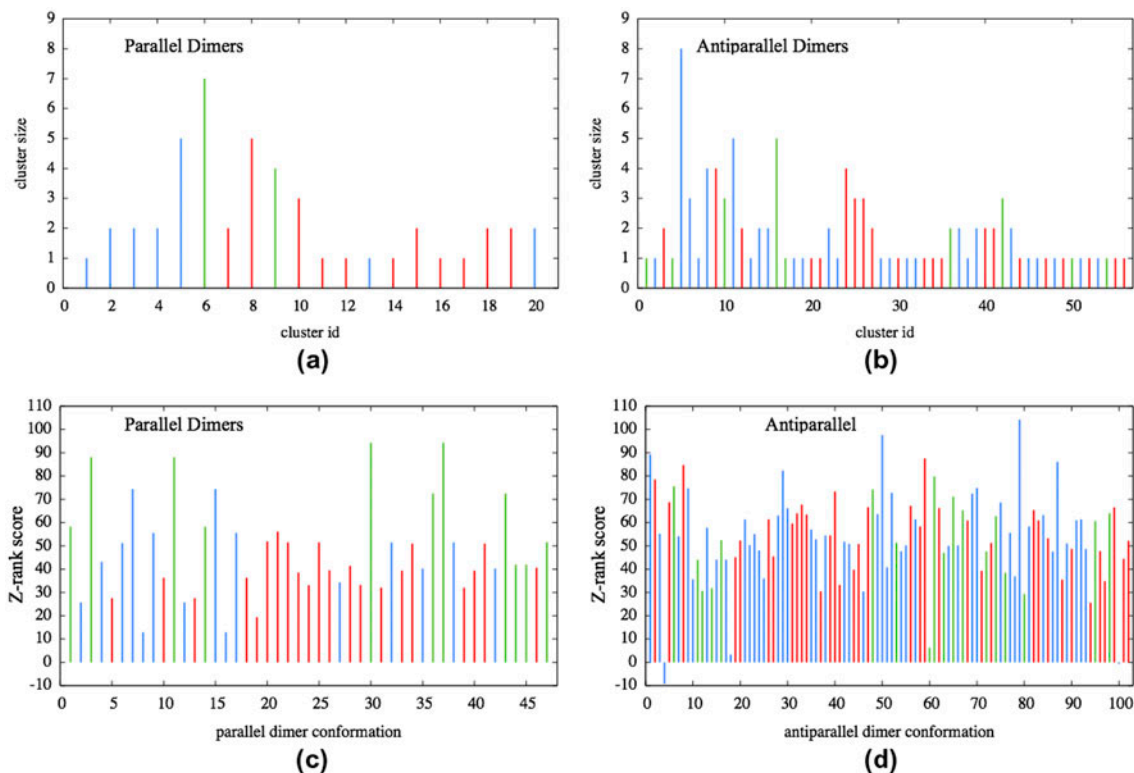 9
8
7
6
5
4
3
2
1
0
cluster size
Parallel Dimers
0 2 4 6 8 10 12 14 16 18 20
cluster id
(a)
9
8
7
6
5
4
3
2
1
0
cluster size
Antiparallel Dimers
0 10 20 30 40 50
cluster id
(b)
110
100
90
80
70
60
50
40
30
20
10
0
-10
Z-rank score
Parallel Dimers
0 5 10 15 20 25 30 35 40 45
parallel dimer conformation
(c)
110
100
90
80
70
60
50
40
30
20
10
0
-10
Z-rank score
Antiparallel
0 10 20 30 40 50 60 70 80 90 100
antiparallel dimer conformation
(d)